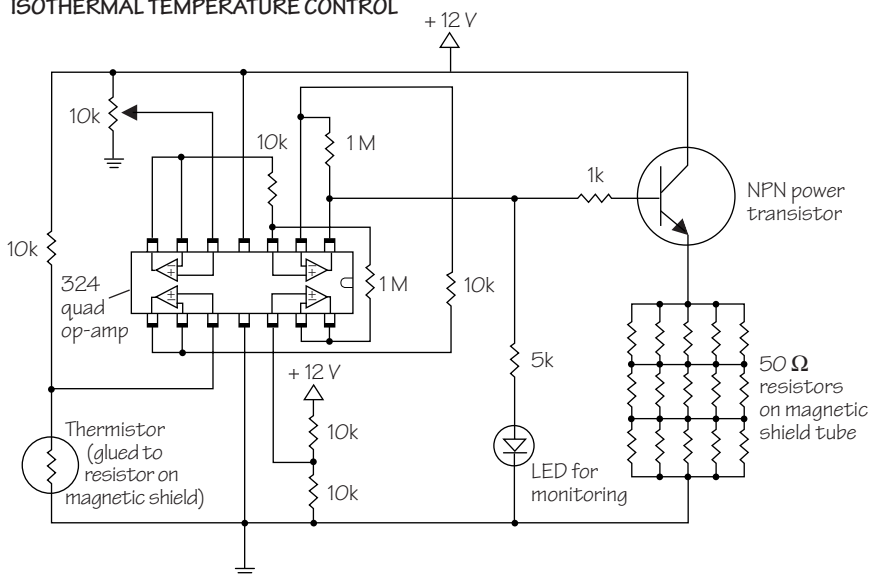 ISOTHERMAL TEMPERATURE CONTROL
+ 12 V
10k
10k
1 M
1k
NPN power
transistor
10k
324
quad
op-amp
1 M
10k
+ 12 V
5k
50 Ω
resistors
on magnetic
shield tube
Thermistor
(glued to
resistor on
magnetic shield)
10k
10k
LED for
monitoring